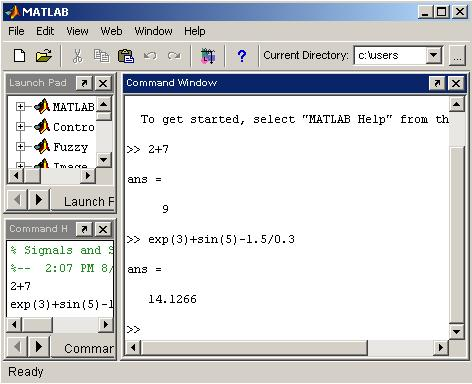 MATLAB
File Edit View Web Window Help
? Current Directory: c:\users ...
Launch Pad
MATLAB
Contro
Fuzzy
Image
Launch F
Command H
% Signals and S
%-- 2:07 PM 8/
2+7
exp(3)+sin(5)-1
Commar
Command Window
To get started, select "MATLAB Help" from th
>> 2+7
ans =
9
>> exp(3)+sin(5)-1.5/0.3
ans =
14.1266
>>
Ready